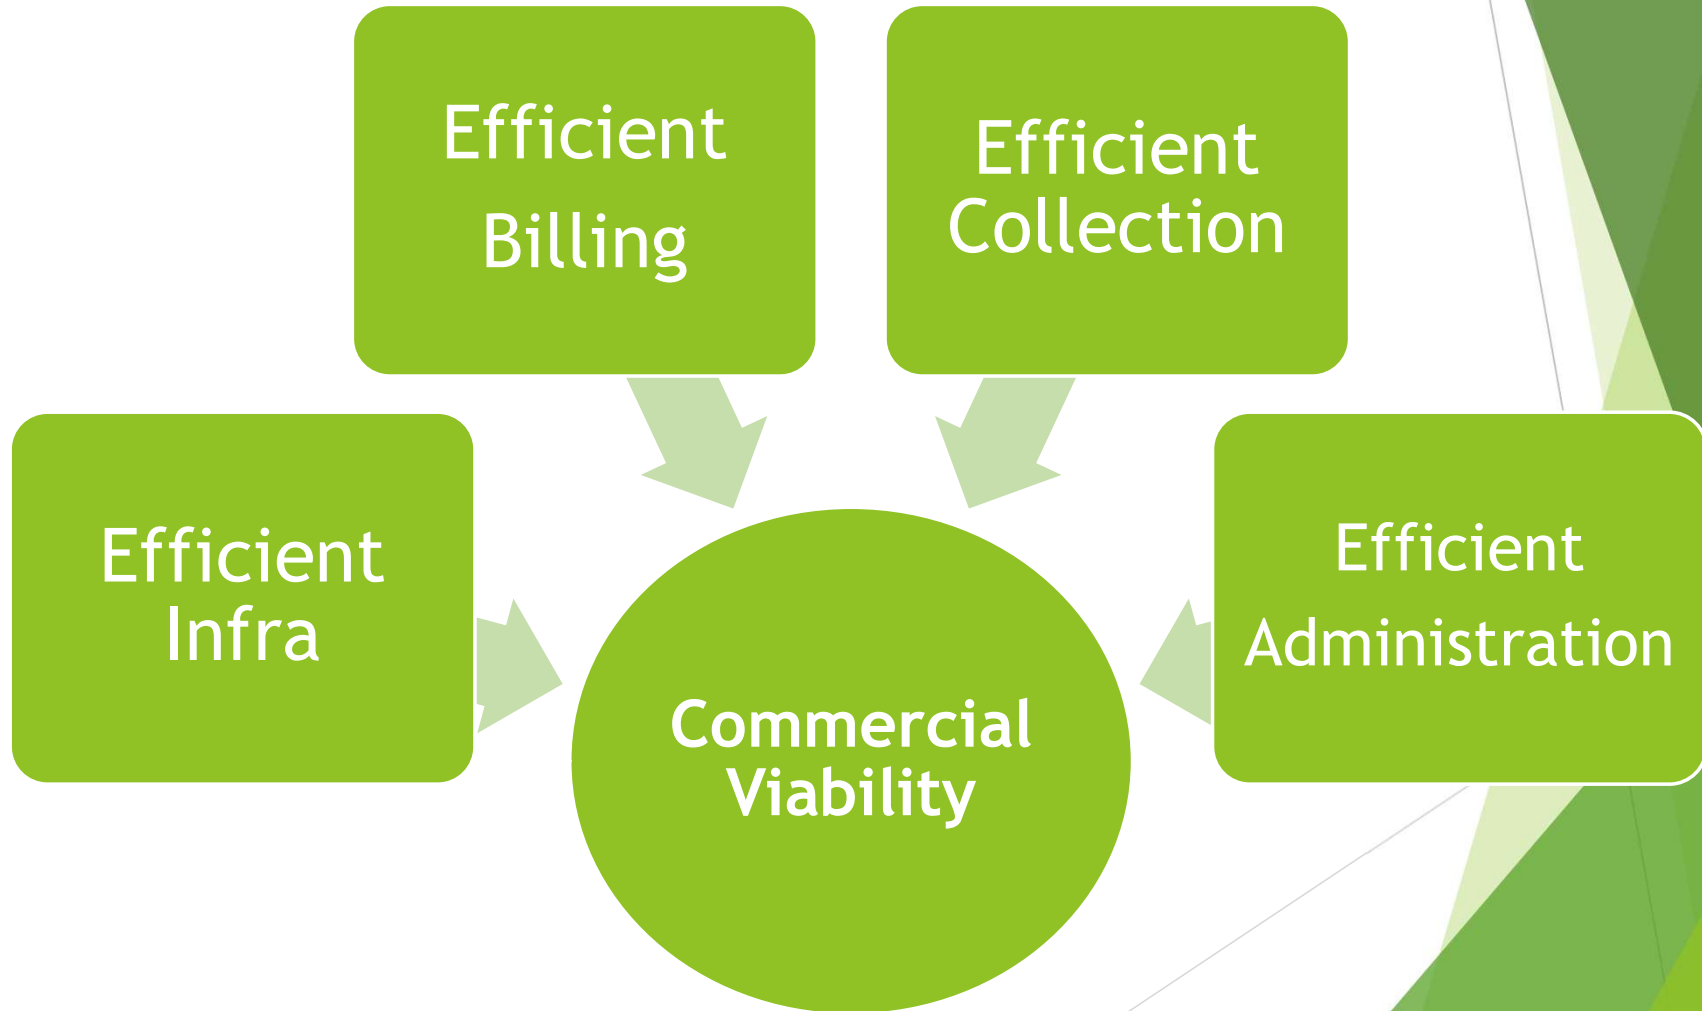 Efficient
Billing
Efficient
Collection
Efficient
Infra
Efficient
Administration
Commercial
Viability